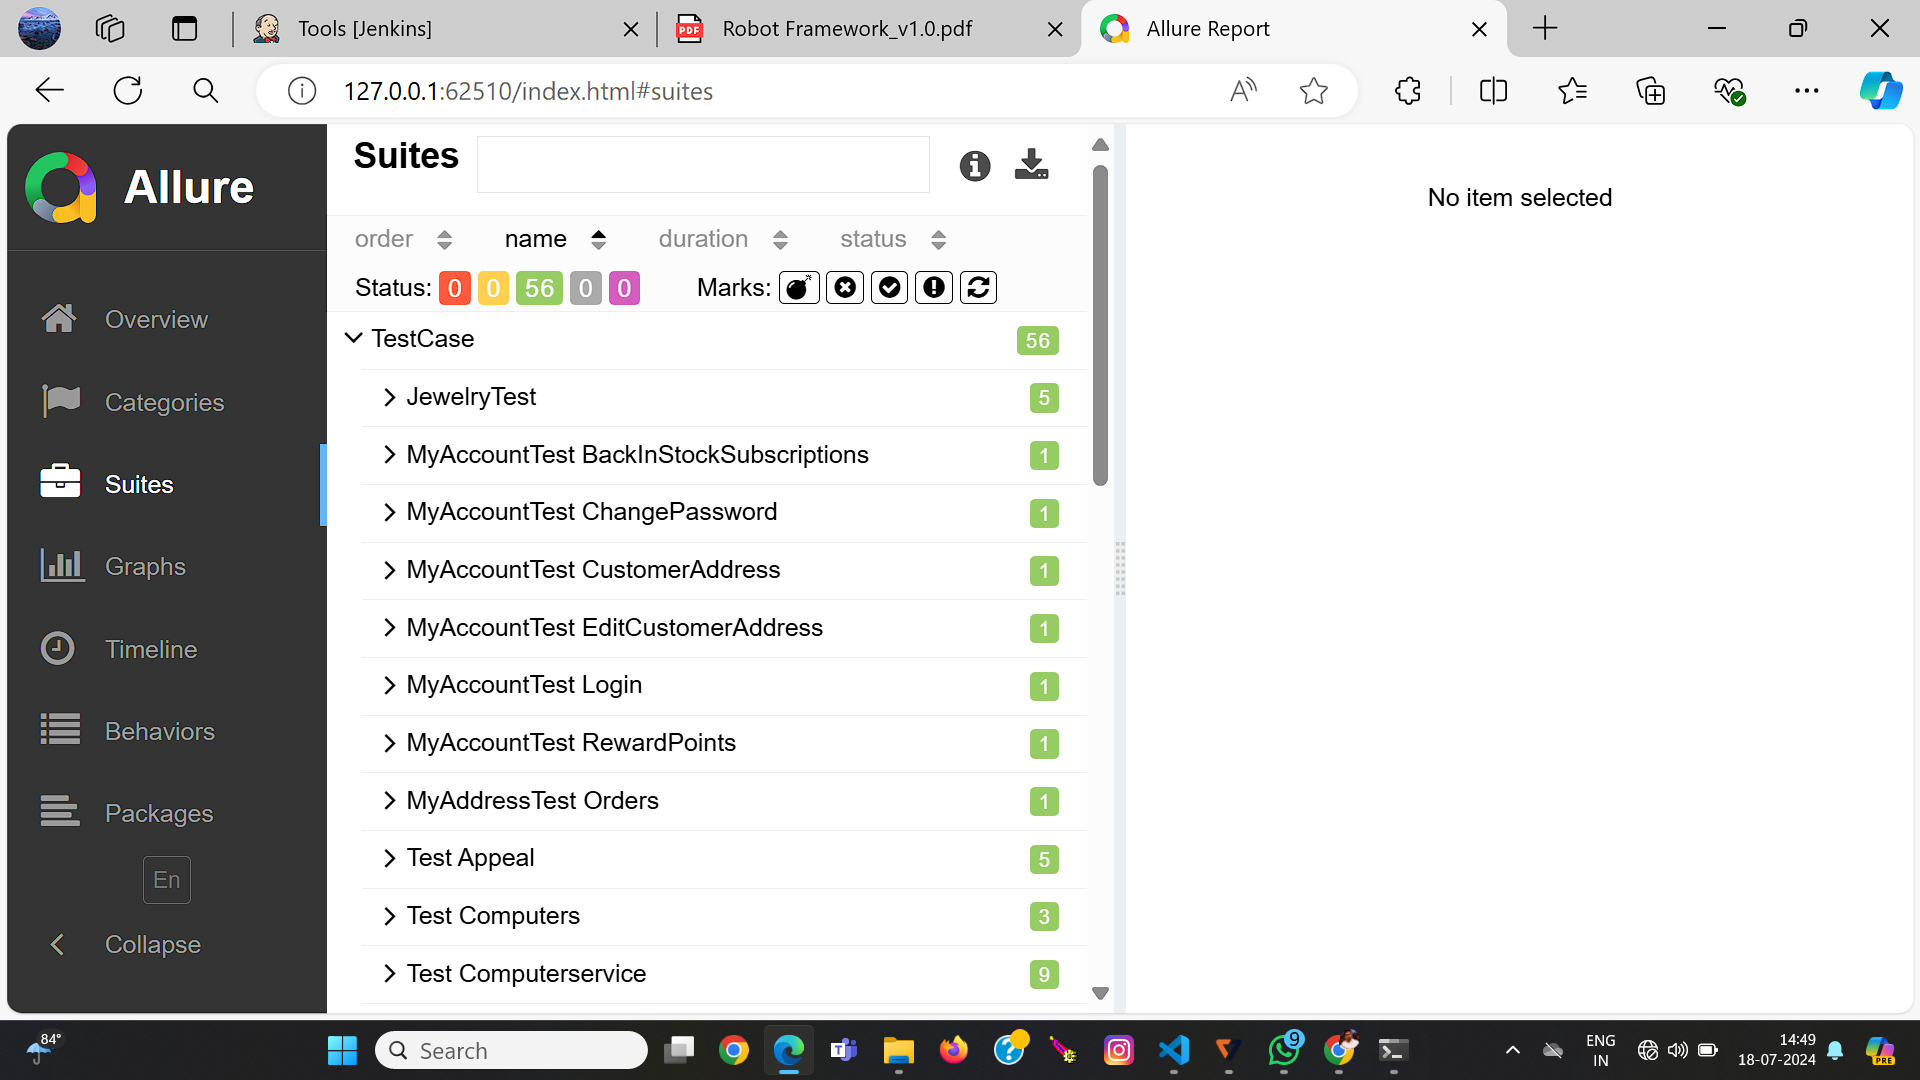 Tools [Jenkins]
Robot Framework_v1.0.pdf
Allure Report
127.0.0.1:62510/index.html#suites
Allure
Overview
Categories
Suites
Graphs
Timeline
Behaviors
Packages
En
Collapse
Suites
order name duration status
Status: 0 0 56 0 0 Marks:
TestCase 56
JewelryTest 5
MyAccountTest BackInStockSubscriptions 1
MyAccountTest ChangePassword 1
MyAccountTest CustomerAddress 1
MyAccountTest EditCustomerAddress 1
MyAccountTest Login 1
MyAccountTest RewardPoints 1
MyAddressTest Orders 1
Test Appeal 5
Test Computers 3
Test Computerservice 9
No item selected
84°
Search
9
ENG
IN
14:49
18-07-2024
PRE